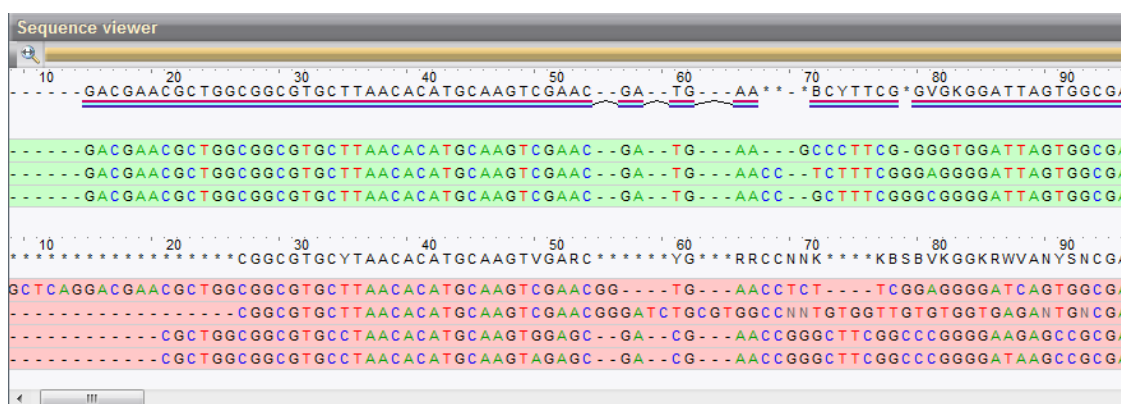 Sequence viewer
10 20 30 40 50 60 70 80 90
------GACGAACGCTGGCGGCGTGCTTAACACATGCAAGTCGAAC--GA--TG---AA**-*BCYTTCG*GVGKGGATTAGTGGCGA
------GACGAACGCTGGCGGCGTGCTTAACACATGCAAGTCGAAC--GA--TG---AA---GCCCTTCG-GGGTGGATTAGTGGCGA
------GACGAACGCTGGCGGCGTGCTTAACACATGCAAGTCGAAC--GA--TG---AACC--TCTTTCGGGAGGGGATTAGTGGCGA
------GACGAACGCTGGCGGCGTGCTTAACACATGCAAGTCGAAC--GA--TG---AACC--GCTTTCGGGCGGGGATTAGTGGCGA
10 20 30 40 50 60 70 80 90
******************CGGCGTGCYTAACACATGCAAGTVGARC******YG***RRCCNNK****KBSBVKGGKRWVANYSNCGA
GCTCAGGACGAACGCTGGCGGCGTGCTTAACACATGCAAGTCGAACGG----TG---AACCTCT----TCGGAGGGGATCAGTGGCGA
------------------CGGCGTGCTTAACACATGCAAGTCGAACGGGATCTGCGTGGCCNNTGTGGTTGTGTGGTGAGANTGNCGA
------------CGCTGGCGGCGTGCCTAACACATGCAAGTGGAGC--GA--CG---AACCGGGCTTCGGCCCGGGGAAGAGCCGCGA
------------CGCTGGCGGCGTGCCTAACACATGCAAGTAGAGC--GA--CG---AACCGGGCTTCGGCCCGGGGATAAGCCGCGA